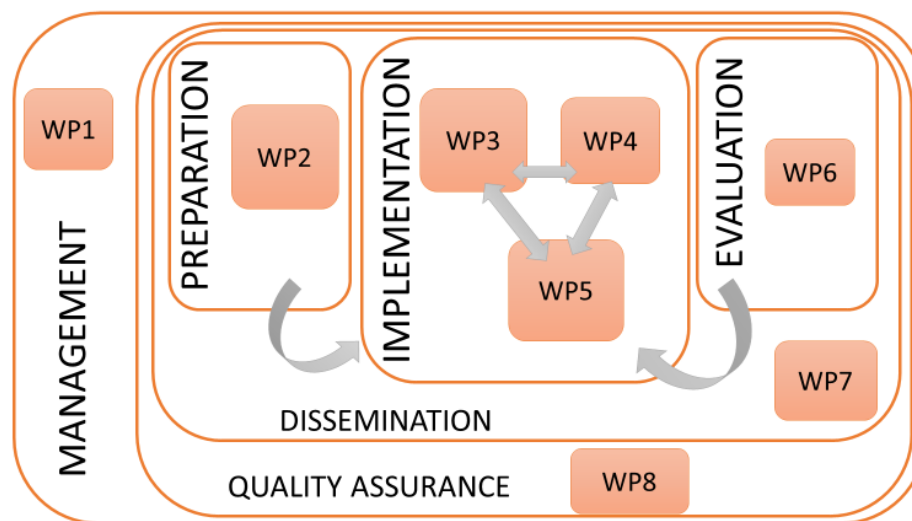 MANAGEMENT
WP1
PREPARATION
WP2
IMPLEMENTATION
WP3
WP4
WP5
EVALUATION
WP6
DISSEMINATION
WP7
QUALITY ASSURANCE
WP8